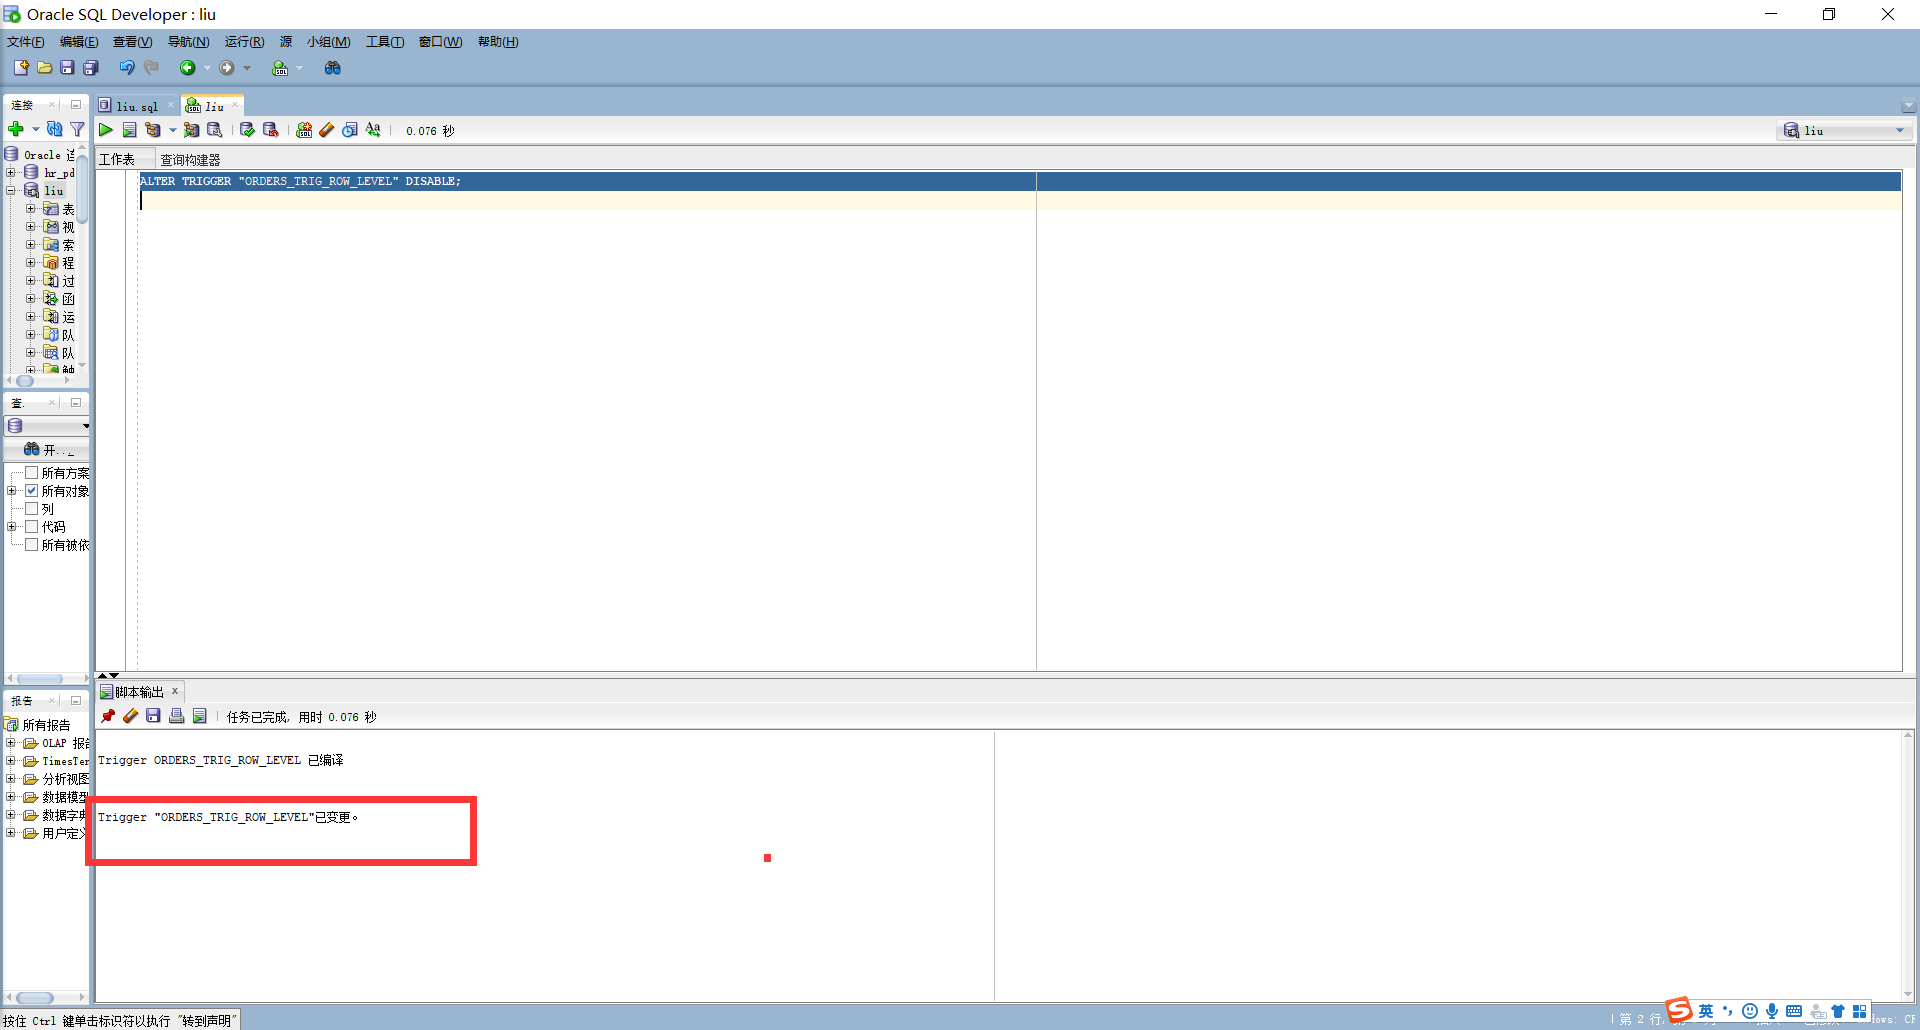 Oracle SQL Developer : liu
文件(F) 编辑(E) 查看(V) 导航(N) 运行(R) 源 小组(M) 工具(T) 窗口(W) 帮助(H)
连接
liu.sql
liu
0.076 秒
liu
工作表
查询构建器
Oracle 连
hr_pd
liu
表
视
索
程
过
函
运
队
队
触
ALTER TRIGGER "ORDERS_TRIG_ROW_LEVEL" DISABLE;
查.
开..
所有方案
所有对象
列
代码
所有被依
报告
所有报告
OLAP 报告
TimesTen
分析视图
数据模型
数据字典
用户定义
脚本输出
任务已完成, 用时 0.076 秒
Trigger ORDERS_TRIG_ROW_LEVEL 已编译
Trigger "ORDERS_TRIG_ROW_LEVEL"已变更。
按住 Ctrl 键单击标识符以执行 "转到声明"
第 2 行,
英